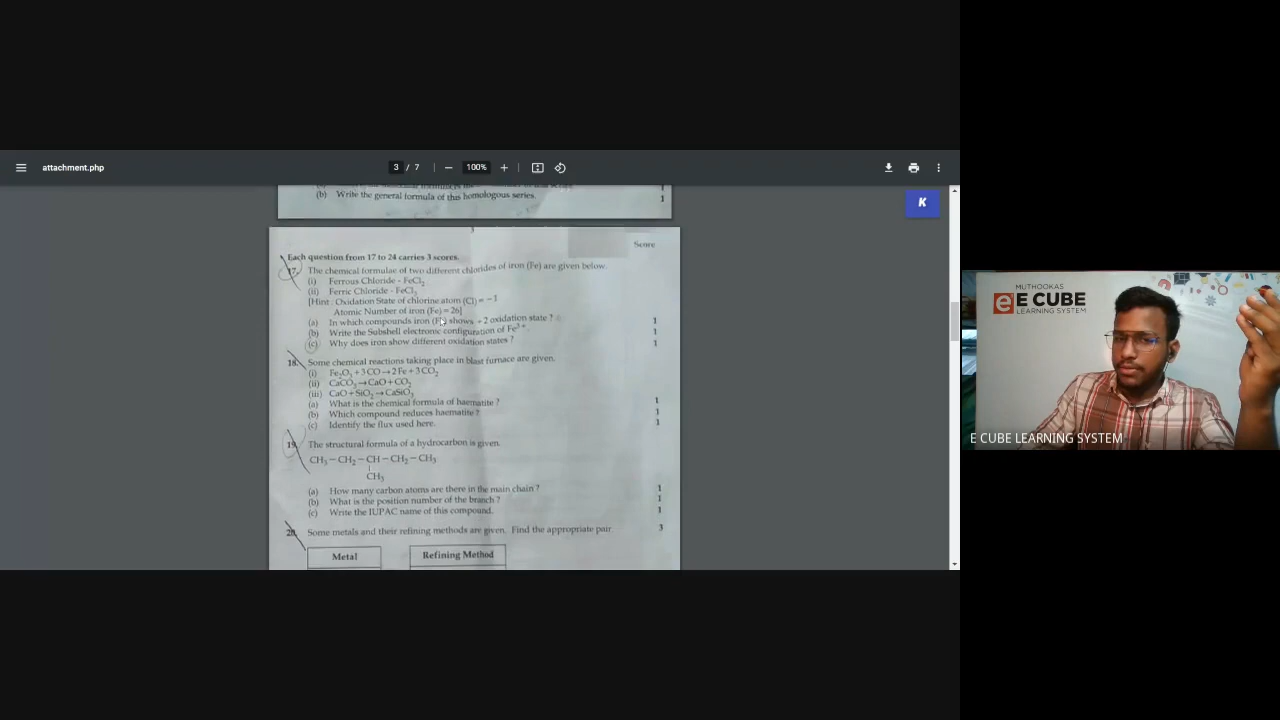 attachment.php
3 / 7
100%
(b) Write the general formula of this homologous series. 1
K
3
Score
Each question from 17 to 24 carries 3 scores.
17. The chemical formulae of two different chlorides of iron (Fe) are given below.
(i) Ferrous Chloride - FeCl₂
(ii) Ferric Chloride - FeCl₃
[Hint : Oxidation State of chlorine atom (Cl) = −1
Atomic Number of iron (Fe) = 26]
(a) In which compounds iron (Fe) shows +2 oxidation state ? 1
(b) Write the Subshell electronic configuration of Fe³⁺. 1
(c) Why does iron show different oxidation states ? 1
18. Some chemical reactions taking place in blast furnace are given.
(i) Fe₂O₃ + 3CO → 2Fe + 3CO₂
(ii) CaCO₃ → CaO + CO₂
(iii) CaO + SiO₂ → CaSiO₃
(a) What is the chemical formula of haematite ? 1
(b) Which compound reduces haematite ? 1
(c) Identify the flux used here. 1
19. The structural formula of a hydrocarbon is given.
CH₃ − CH₂ − CH − CH₂ − CH₃
CH₃
(a) How many carbon atoms are there in the main chain ? 1
(b) What is the position number of the branch ? 1
(c) Write the IUPAC name of this compound. 1
20. Some metals and their refining methods are given. Find the appropriate pair. 3
Metal Refining Method
MUTHOOKAS
e E CUBE
LEARNING SYSTEM
E CUBE LEARNING SYSTEM